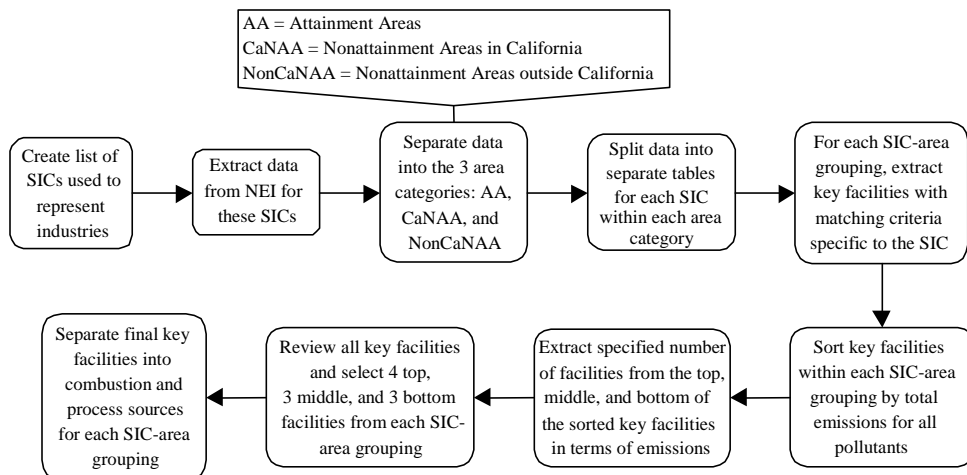 AA = Attainment Areas
CaNAA = Nonattainment Areas in California
NonCaNAA = Nonattainment Areas outside California
Create list of
SICs used to
represent
industries
Extract data
from NEI for
these SICs
Separate data
into the 3 area
categories: AA,
CaNAA, and
NonCaNAA
Split data into
separate tables
for each SIC
within each area
category
For each SIC-area
grouping, extract
key facilities with
matching criteria
specific to the SIC
Sort key facilities
within each SIC-area
grouping by total
emissions for all
pollutants
Extract specified number
of facilities from the top,
middle, and bottom of
the sorted key facilities
in terms of emissions
Review all key facilities
and select 4 top,
3 middle, and 3 bottom
facilities from each SIC-
area grouping
Separate final key
facilities into
combustion and
process sources
for each SIC-area
grouping